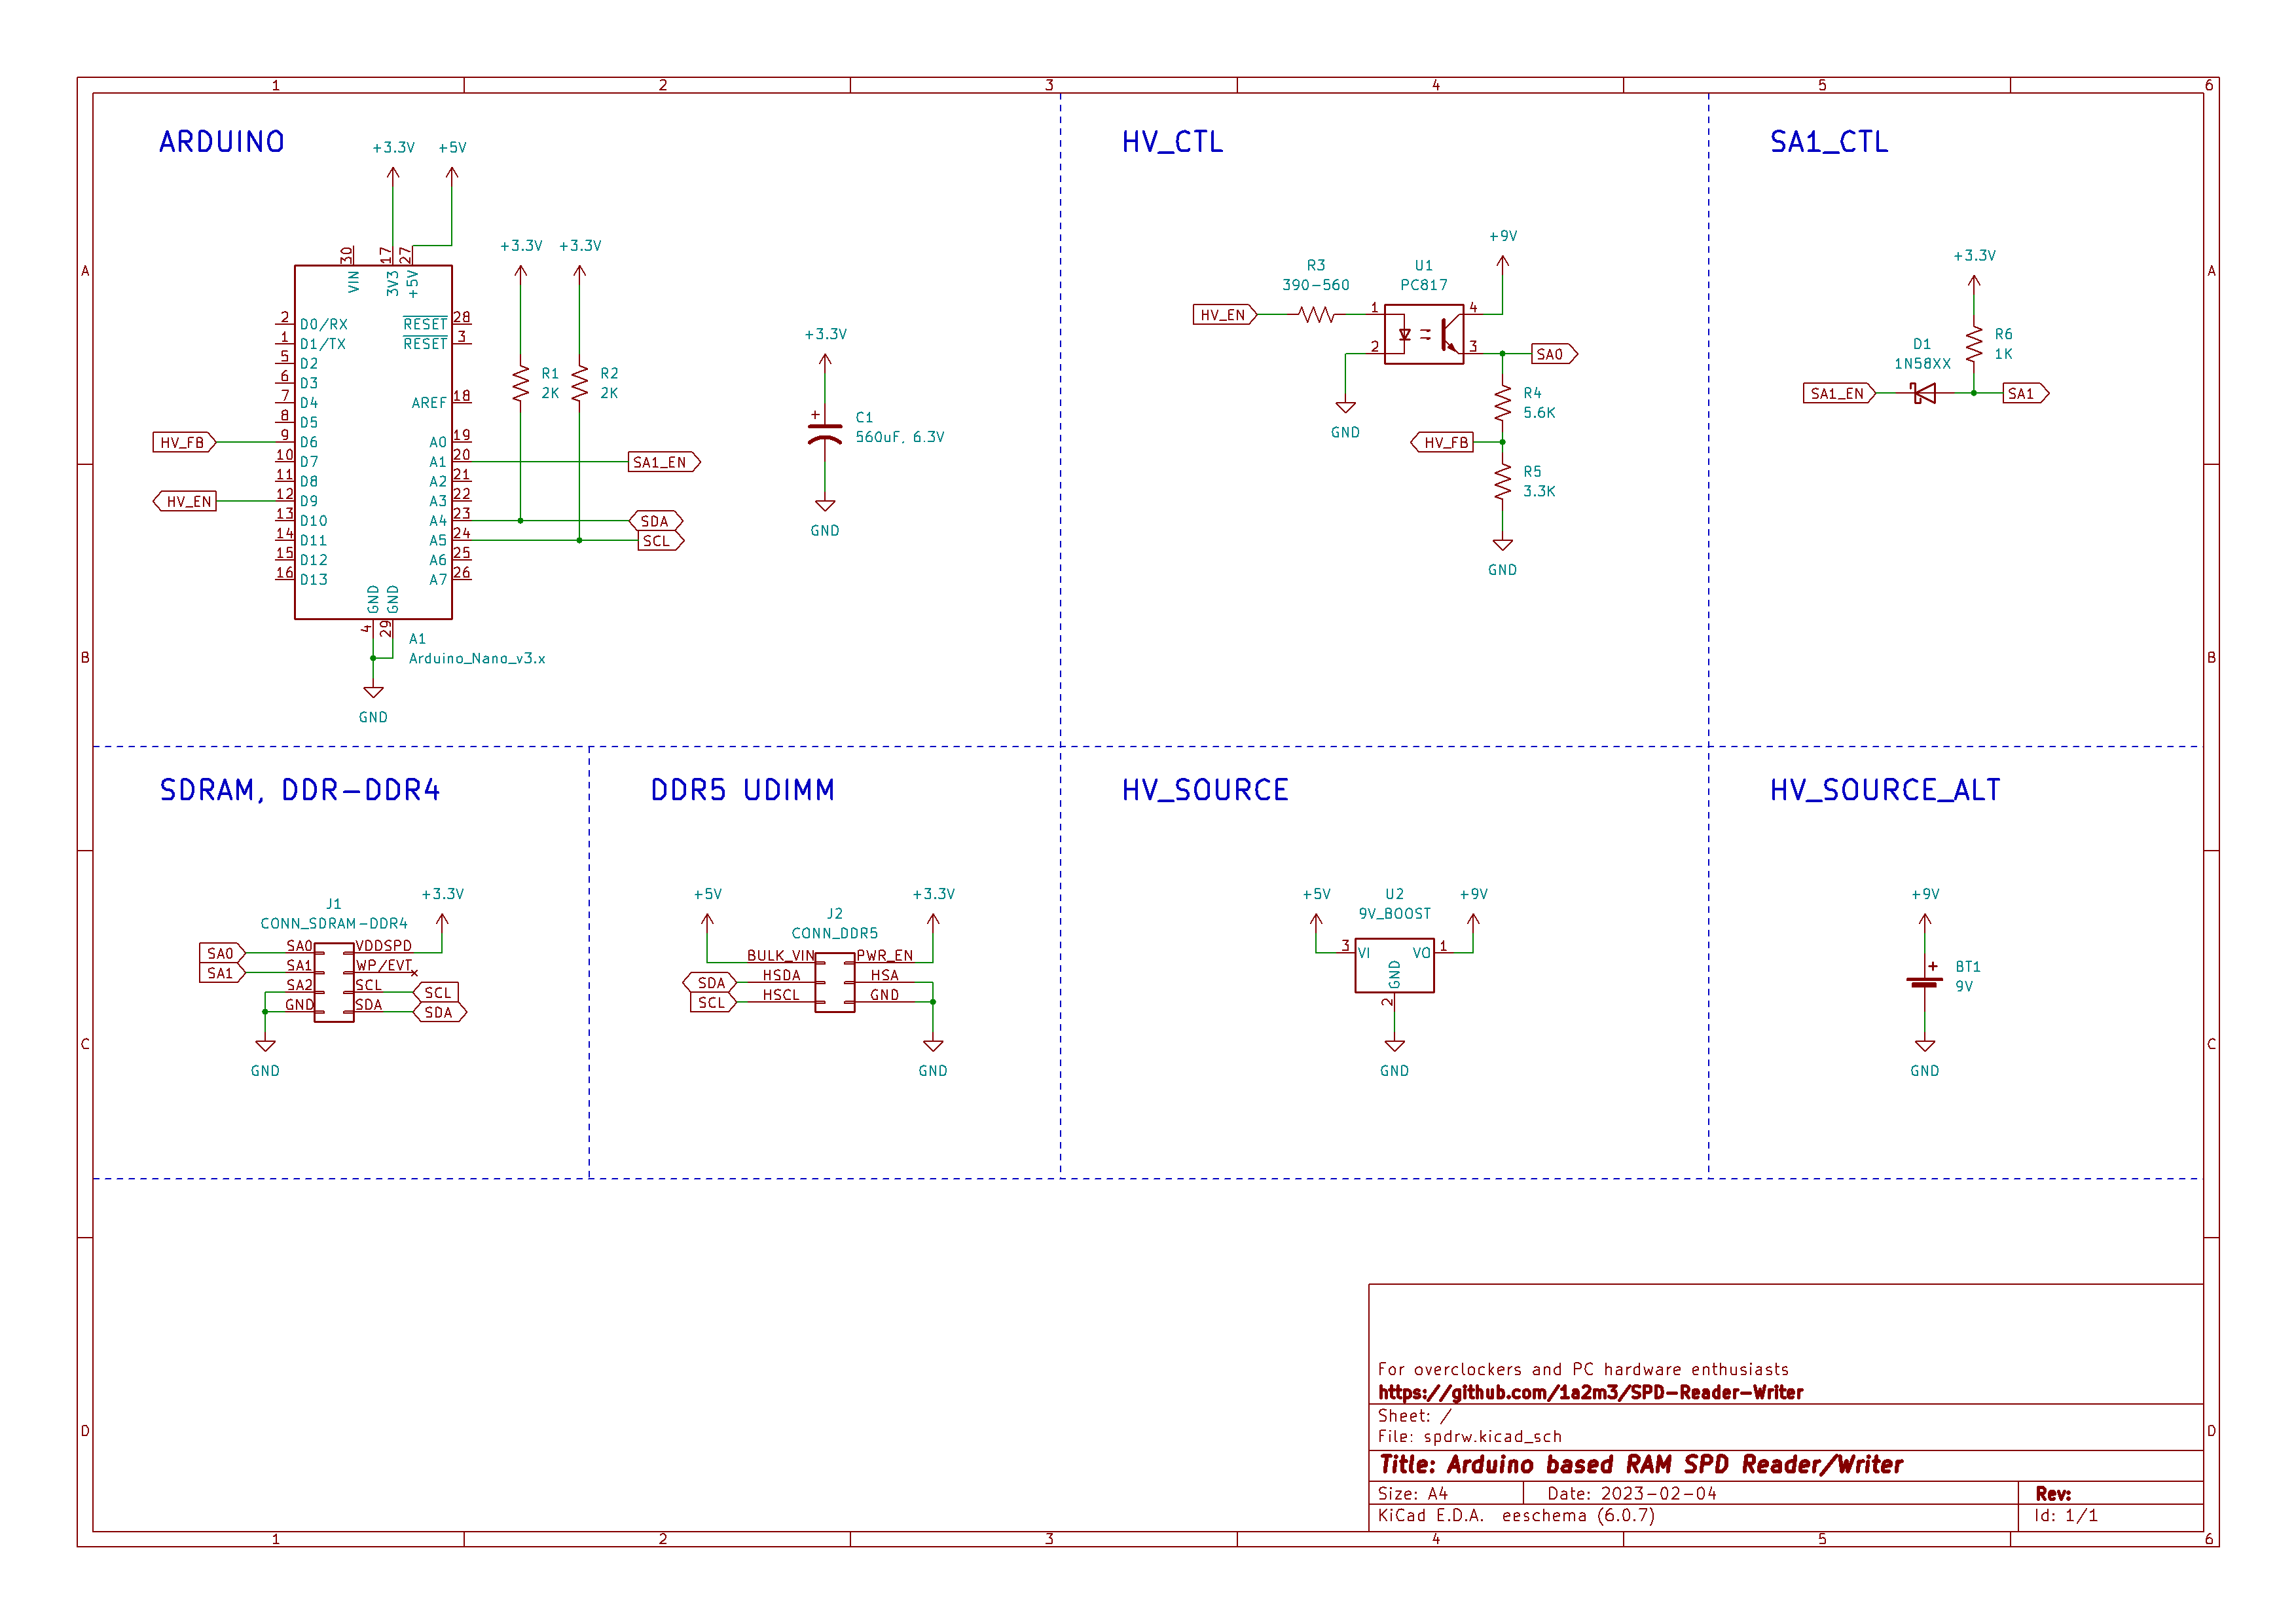 1 2 3 4 5 6
A
B
C
D
ARDUINO
+3.3V +5V
30 17 27
VIN 3V3 +5V
2 D0/RX
1 D1/TX
5 D2
6 D3
7 D4
8 D5
HV_FB 9 D6
10 D7
11 D8
HV_EN 12 D9
13 D10
14 D11
15 D12
16 D13
RESET 28
RESET 3
AREF 18
A0 19
A1 20 SA1_EN
A2 21
A3 22
A4 23 SDA
A5 24 SCL
A6 25
A7 26
GND GND
4 29
A1
Arduino_Nano_v3.x
GND
+3.3V +3.3V
R1
2K
R2
2K
+3.3V
+
C1
560uF, 6.3V
GND
HV_CTL
+9V
R3
390-560
U1
PC817
HV_EN
1 4
2 3
SA0
GND
R4
5.6K
HV_FB
R5
3.3K
GND
SA1_CTL
+3.3V
R6
1K
D1
1N58XX
SA1_EN SA1
SDRAM, DDR-DDR4
J1
CONN_SDRAM-DDR4
+3.3V
SA0 SA0 VDDSPD
SA1 SA1 WP/EVT
SA2 SCL SCL
GND SDA SDA
GND
DDR5 UDIMM
+5V +3.3V
J2
CONN_DDR5
BULK_VIN PWR_EN
SDA HSDA HSA
SCL HSCL GND
GND
HV_SOURCE
+5V +9V
U2
9V_BOOST
3 VI VO 1
GND
2
GND
HV_SOURCE_ALT
+9V
+
BT1
9V
GND
A
B
C
D
For overclockers and PC hardware enthusiasts
https://github.com/1a2m3/SPD-Reader-Writer
Sheet: /
File: spdrw.kicad_sch
Title: Arduino based RAM SPD Reader/Writer
Size: A4 Date: 2023-02-04 Rev:
KiCad E.D.A. eeschema (6.0.7) Id: 1/1
1 2 3 4 5 6